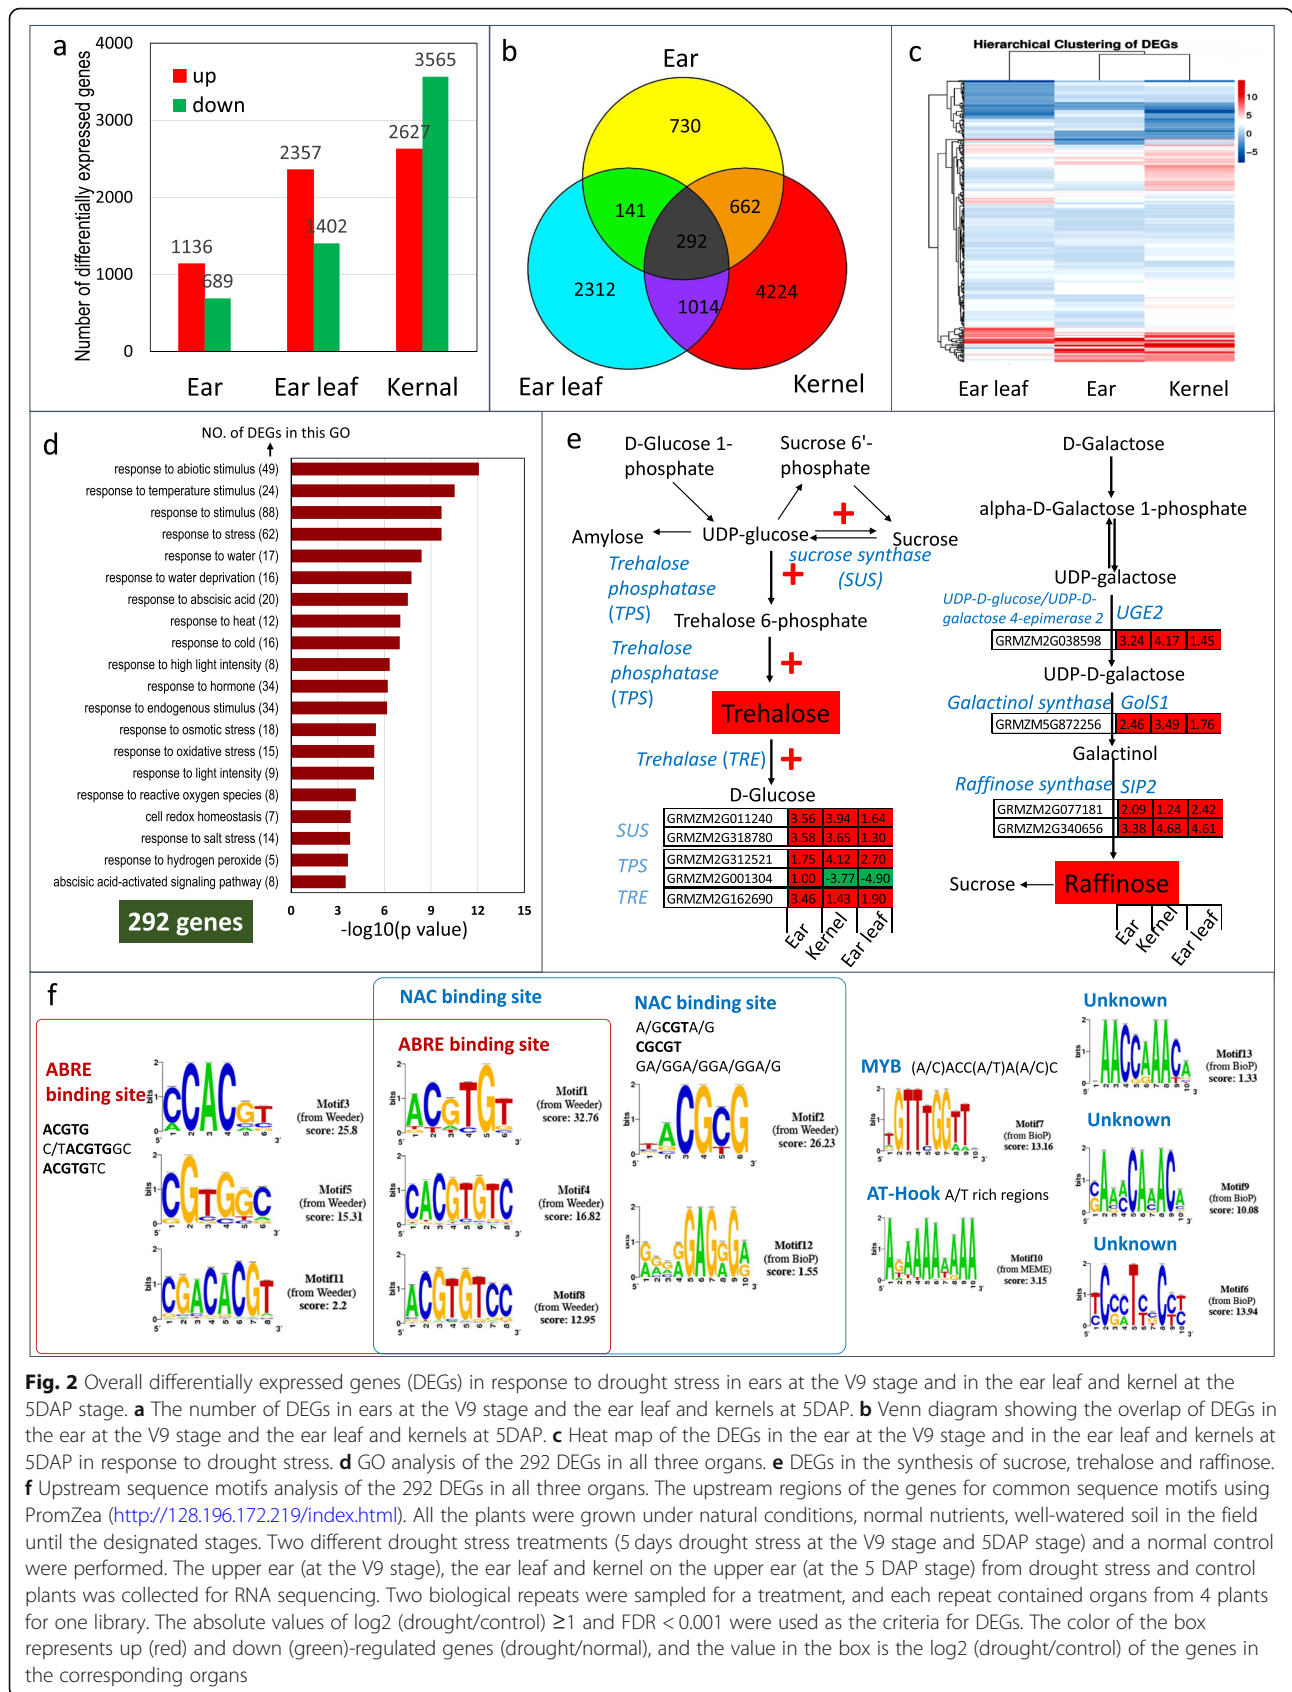 a
Number of differentially expressed genes
4000
3000
2000
1000
0
up
down
1136
689
2357
1402
2627
3565
Ear
Ear leaf
Kernal
b
Ear
730
141
662
292
2312
1014
4224
Ear leaf
Kernel
c
Hierarchical Clustering of DEGs
10
5
0
-5
Ear leaf
Ear
Kernel
d
NO. of DEGs in this GO
response to abiotic stimulus (49)
response to temperature stimulus (24)
response to stimulus (88)
response to stress (62)
response to water (17)
response to water deprivation (16)
response to abscisic acid (20)
response to heat (12)
response to cold (16)
response to high light intensity (8)
response to hormone (34)
response to endogenous stimulus (34)
response to osmotic stress (18)
response to oxidative stress (15)
response to light intensity (9)
response to reactive oxygen species (8)
cell redox homeostasis (7)
response to salt stress (14)
response to hydrogen peroxide (5)
abscisic acid-activated signaling pathway (8)
0 3 6 9 12 15
-log10(p value)
292 genes
e
D-Glucose 1-
phosphate
Sucrose 6'-
phosphate
Amylose
UDP-glucose
+
Sucrose
sucrose synthase
(SUS)
Trehalose
phosphatase
(TPS)
+
Trehalose 6-phosphate
Trehalose
phosphatase
(TPS)
+
Trehalose
Trehalase (TRE)
+
D-Glucose
SUS
GRMZM2G011240 3.56 3.94 1.64
GRMZM2G318780 3.58 3.65 1.30
TPS
GRMZM2G312521 1.75 4.12 2.70
GRMZM2G001304 1.00 -3.77 -4.90
TRE
GRMZM2G162690 3.46 1.43 1.90
Ear
Kernel
Ear leaf
D-Galactose
alpha-D-Galactose 1-phosphate
UDP-galactose
UDP-D-glucose/UDP-D-
galactose 4-epimerase 2
UGE2
GRMZM2G038598 3.24 4.17 1.45
UDP-D-galactose
Galactinol synthase GolS1
GRMZM5G872256 2.46 3.49 1.76
Galactinol
Raffinose synthase SIP2
GRMZM2G077181 2.09 1.24 2.42
GRMZM2G340656 3.38 4.68 4.61
Sucrose
Raffinose
Ear
Kernel
Ear leaf
f
ABRE
binding site
ACGTG
C/TACGTGGC
ACGTGTC
Motif3
(from Weeder)
score: 25.8
Motif5
(from Weeder)
score: 15.31
Motif11
(from Weeder)
score: 2.2
NAC binding site
ABRE binding site
Motif1
(from Weeder)
score: 32.76
Motif4
(from Weeder)
score: 16.82
Motif8
(from Weeder)
score: 12.95
NAC binding site
A/GCGTA/G
CGCGT
GA/GGA/GGA/GGA/G
Motif2
(from Weeder)
score: 26.23
Motif12
(from BioP)
score: 1.55
MYB (A/C)ACC(A/T)A(A/C)C
Motif7
(from BioP)
score: 13.16
AT-Hook A/T rich regions
Motif10
(from MEME)
score: 3.15
Unknown
Motif13
(from BioP)
score: 1.33
Unknown
Motif9
(from BioP)
score: 10.08
Unknown
Motif6
(from BioP)
score: 13.94
Fig. 2 Overall differentially expressed genes (DEGs) in response to drought stress in ears at the V9 stage and in the ear leaf and kernel at the
5DAP stage. a The number of DEGs in ears at the V9 stage and the ear leaf and kernels at 5DAP. b Venn diagram showing the overlap of DEGs in
the ear at the V9 stage and the ear leaf and kernels at 5DAP. c Heat map of the DEGs in the ear at the V9 stage and in the ear leaf and kernels at
5DAP in response to drought stress. d GO analysis of the 292 DEGs in all three organs. e DEGs in the synthesis of sucrose, trehalose and raffinose.
f Upstream sequence motifs analysis of the 292 DEGs in all three organs. The upstream regions of the genes for common sequence motifs using
PromZea (http://128.196.172.219/index.html). All the plants were grown under natural conditions, normal nutrients, well-watered soil in the field
until the designated stages. Two different drought stress treatments (5 days drought stress at the V9 stage and 5DAP stage) and a normal control
were performed. The upper ear (at the V9 stage), the ear leaf and kernel on the upper ear (at the 5 DAP stage) from drought stress and control
plants was collected for RNA sequencing. Two biological repeats were sampled for a treatment, and each repeat contained organs from 4 plants
for one library. The absolute values of log2 (drought/control) ≥1 and FDR < 0.001 were used as the criteria for DEGs. The color of the box
represents up (red) and down (green)-regulated genes (drought/normal), and the value in the box is the log2 (drought/control) of the genes in
the corresponding organs